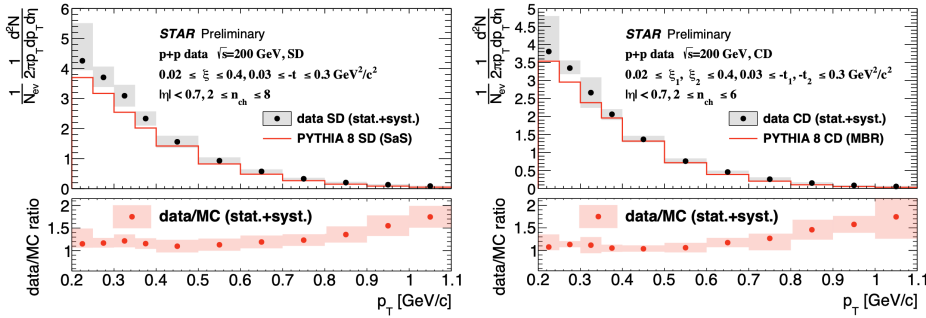 1/N_ev 1/2πp_T d²N/dp_T dη
6
5
4
3
2
1
0
STAR Preliminary
p+p data √s=200 GeV, SD
0.02 ≤ ξ ≤ 0.4, 0.03 ≤ -t ≤ 0.3 GeV²/c²
|η| < 0.7, 2 ≤ n_ch ≤ 8
data SD (stat.+syst.)
PYTHIA 8 SD (SaS)
data/MC ratio
2
1.5
1
data/MC (stat.+syst.)
0.2 0.3 0.4 0.5 0.6 0.7 0.8 0.9 1 1.1
p_T [GeV/c]
1/N_ev 1/2πp_T d²N/dp_T dη
5
4.5
4
3.5
3
2.5
2
1.5
1
0.5
0
STAR Preliminary
p+p data √s=200 GeV, CD
0.02 ≤ ξ₁, ξ₂ ≤ 0.4, 0.03 ≤ -t₁, -t₂ ≤ 0.3 GeV²/c²
|η| < 0.7, 2 ≤ n_ch ≤ 6
data CD (stat.+syst.)
PYTHIA 8 CD (MBR)
data/MC ratio
2
1.5
1
data/MC (stat.+syst.)
0.2 0.3 0.4 0.5 0.6 0.7 0.8 0.9 1 1.1
p_T [GeV/c]